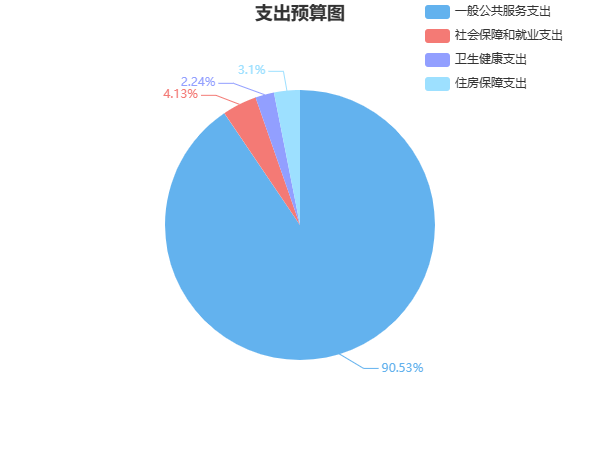 支出预算图
一般公共服务支出
社会保障和就业支出
卫生健康支出
住房保障支出
3.1%
2.24%
4.13%
90.53%